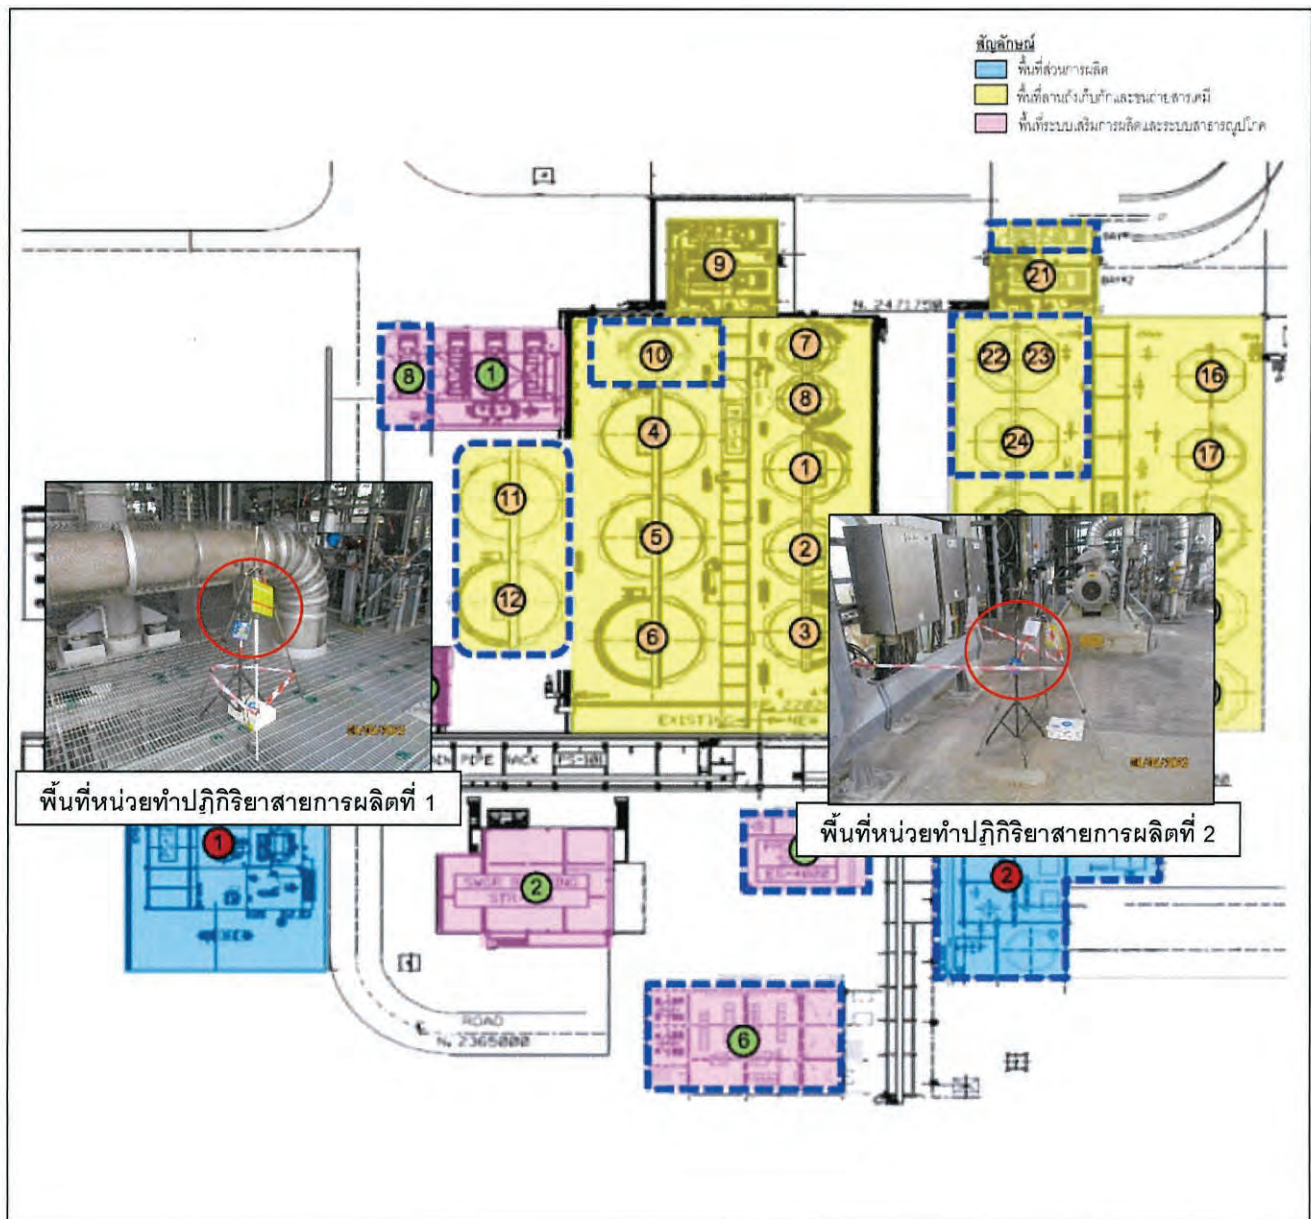 สัญลักษณ์
พื้นที่ส่วนการผลิต
พื้นที่ลานถังเก็บกักและขนถ่ายสารเคมี
พื้นที่ระบบเสริมการผลิตและระบบสาธารณูปโภค
9
21
BAY#2
N. 2471750
10
7
22
23
16
8
1
8
4
24
17
1
11
5
2
12
6
3
EXISTING
NEW
PIPE RACK
PS-101
พื้นที่หน่วยทำปฏิกิริยาสายการผลิตที่ 1
พื้นที่หน่วยทำปฏิกิริยาสายการผลิตที่ 2
1
2
2
ROAD
N. 2365000
6